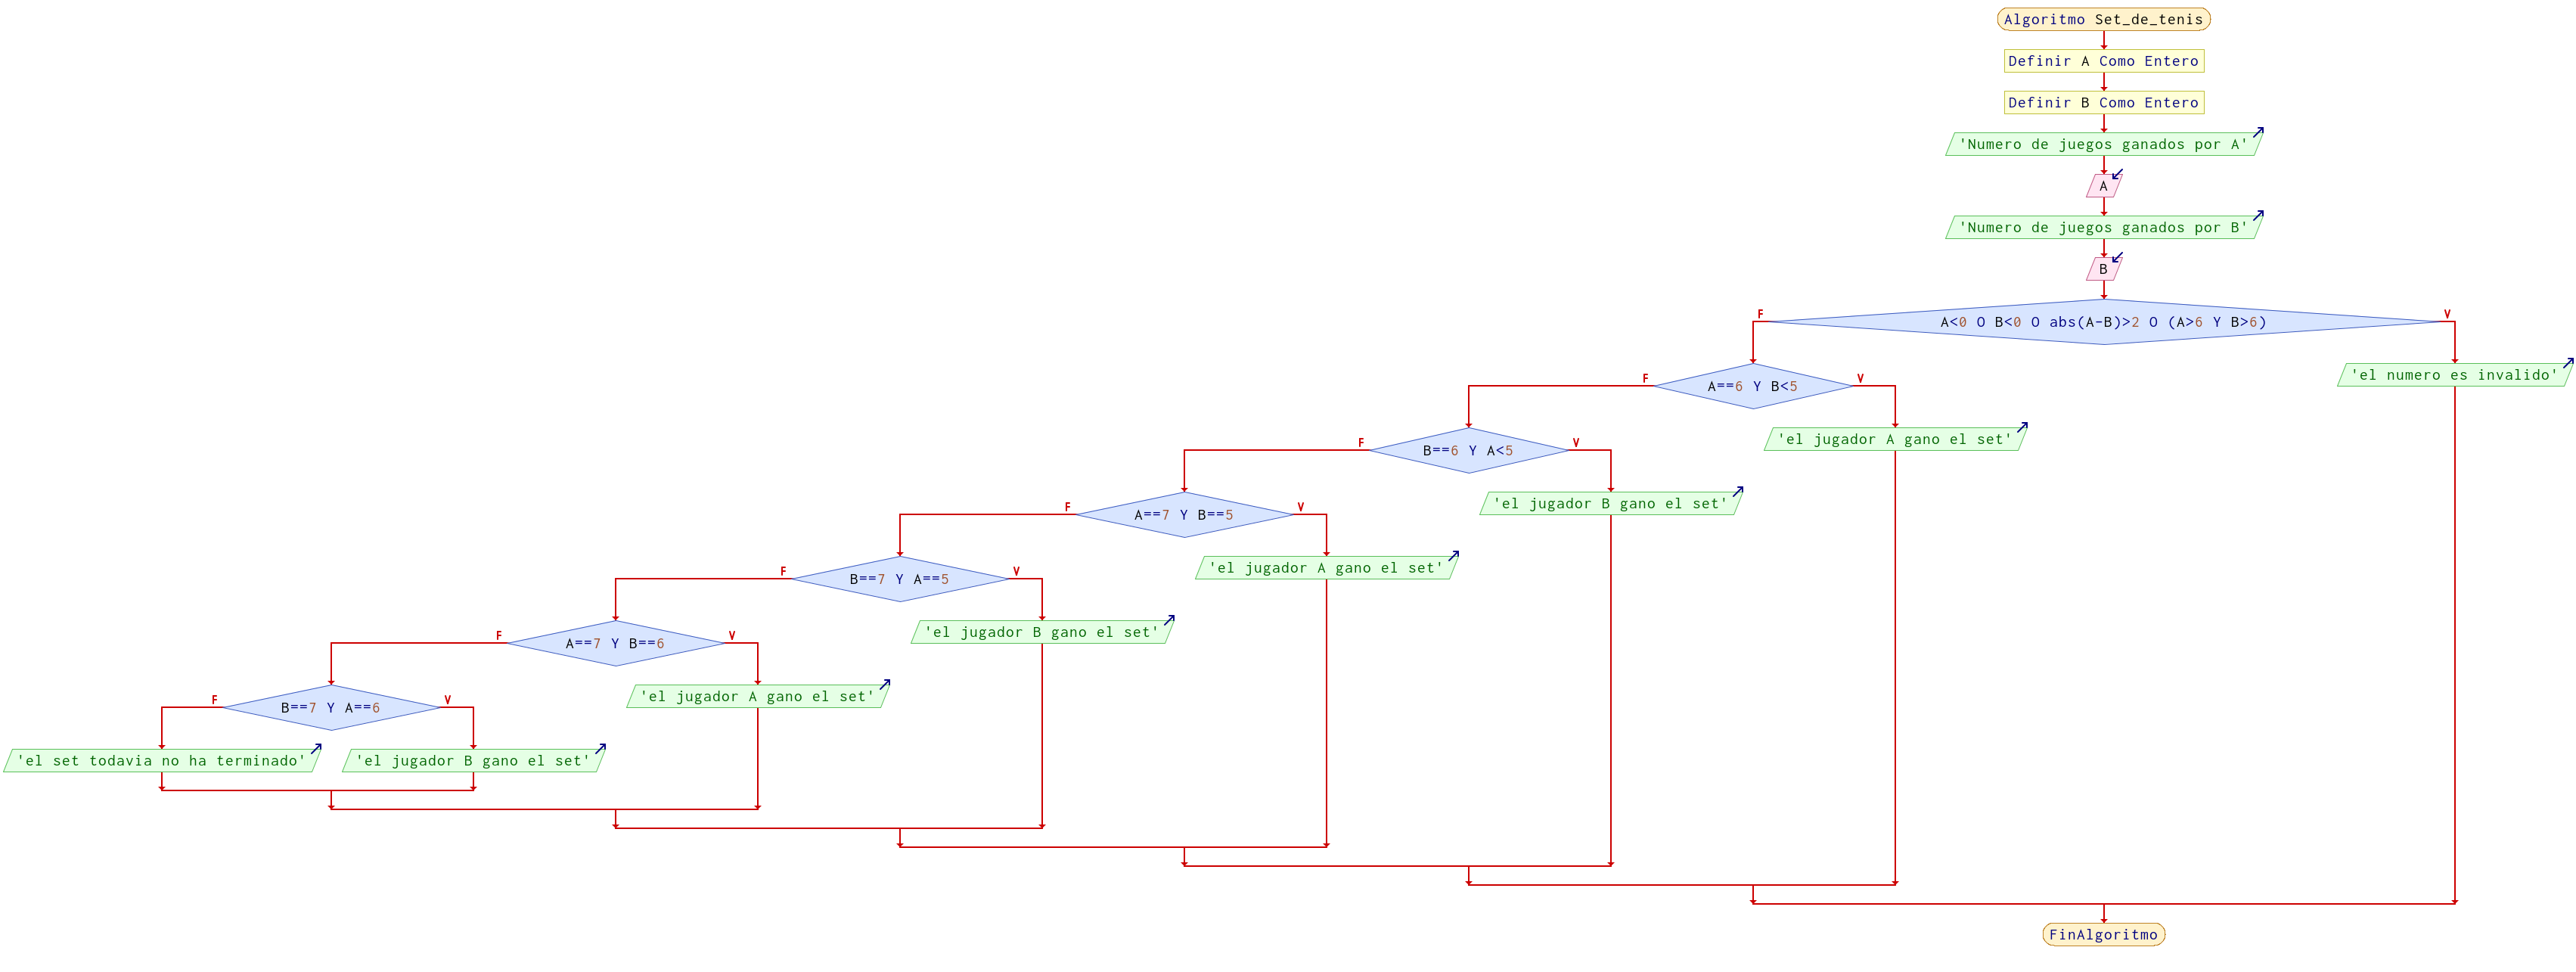 Algoritmo Set_de_tenis
Definir A Como Entero
Definir B Como Entero
'Numero de juegos ganados por A'
A
'Numero de juegos ganados por B'
B
A<0 O B<0 O abs(A-B)>2 O (A>6 Y B>6)
F
V
A==6 Y B<5
'el numero es invalido'
F
V
B==6 Y A<5
'el jugador A gano el set'
F
V
A==7 Y B==5
'el jugador B gano el set'
F
V
B==7 Y A==5
'el jugador A gano el set'
F
V
A==7 Y B==6
'el jugador B gano el set'
F
V
B==7 Y A==6
'el jugador A gano el set'
F
V
'el set todavia no ha terminado'
'el jugador B gano el set'
FinAlgoritmo